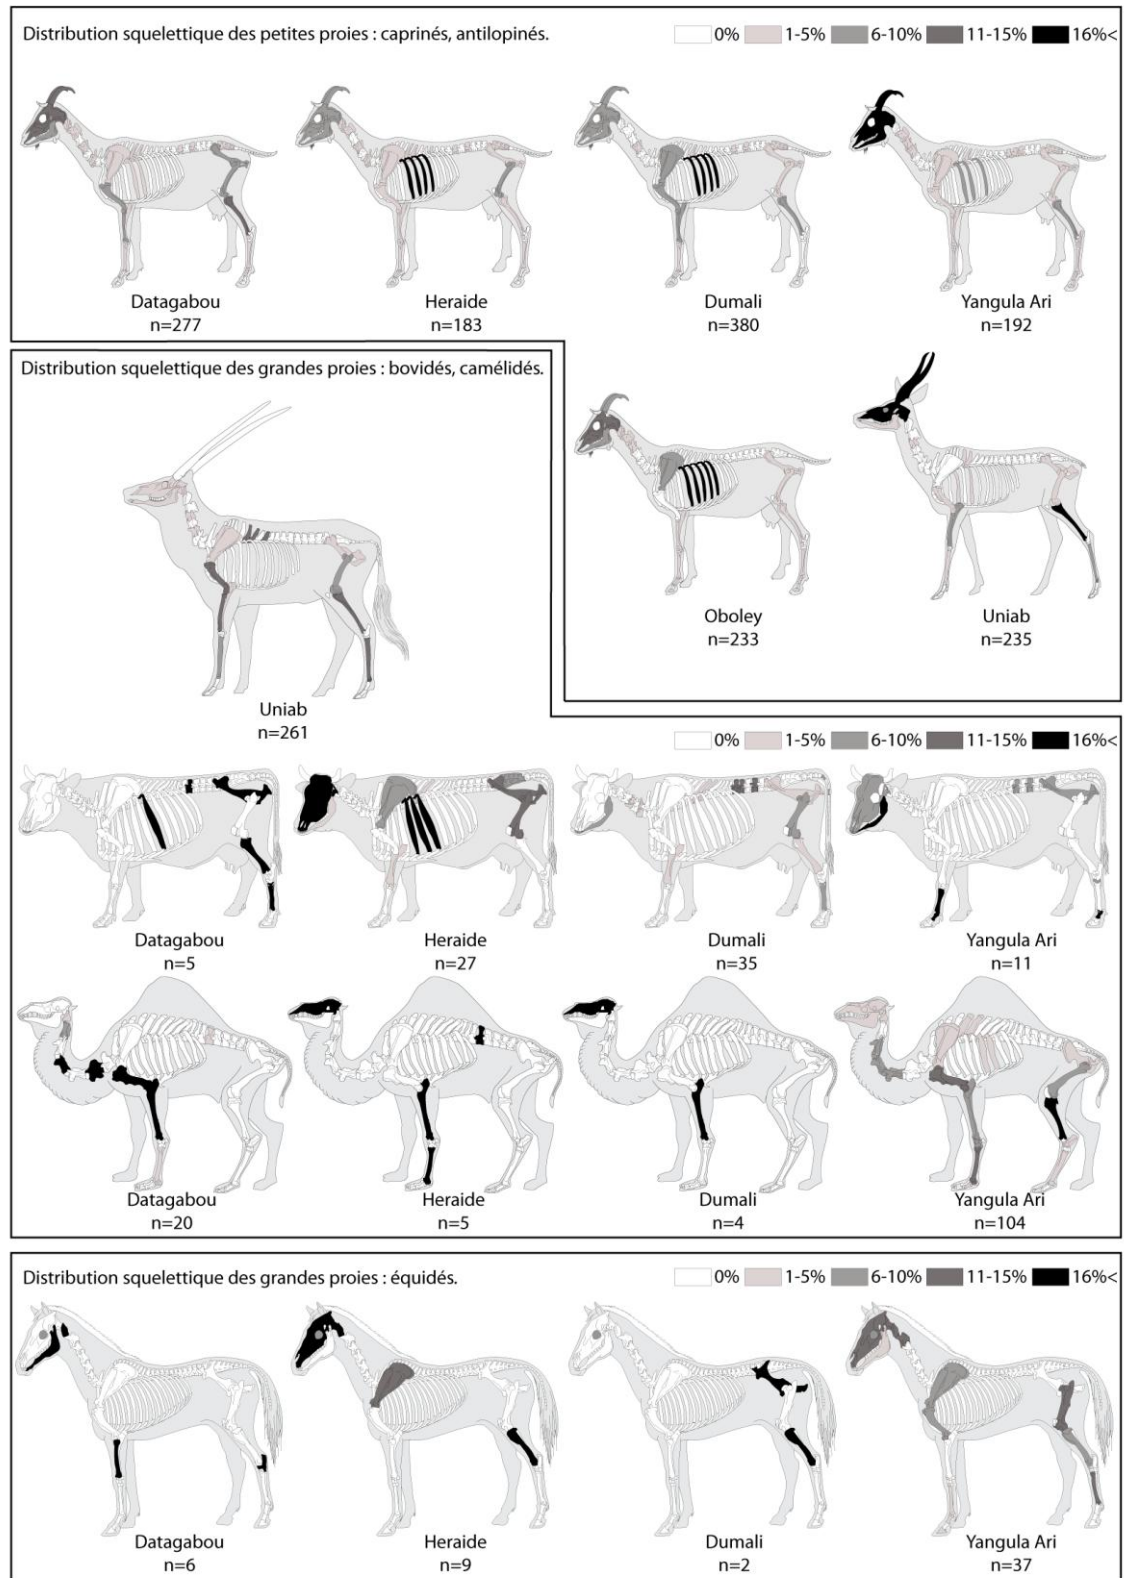 Distribution squelettique des petites proies : caprinés, antilopinés.
0% 1-5% 6-10% 11-15% 16%<
Datagabou
n=277
Heraide
n=183
Dumali
n=380
Yangula Ari
n=192
Oboley
n=233
Uniab
n=235
Distribution squelettique des grandes proies : bovidés, camélidés.
Uniab
n=261
0% 1-5% 6-10% 11-15% 16%<
Datagabou
n=5
Heraide
n=27
Dumali
n=35
Yangula Ari
n=11
Datagabou
n=20
Heraide
n=5
Dumali
n=4
Yangula Ari
n=104
Distribution squelettique des grandes proies : équidés.
0% 1-5% 6-10% 11-15% 16%<
Datagabou
n=6
Heraide
n=9
Dumali
n=2
Yangula Ari
n=37